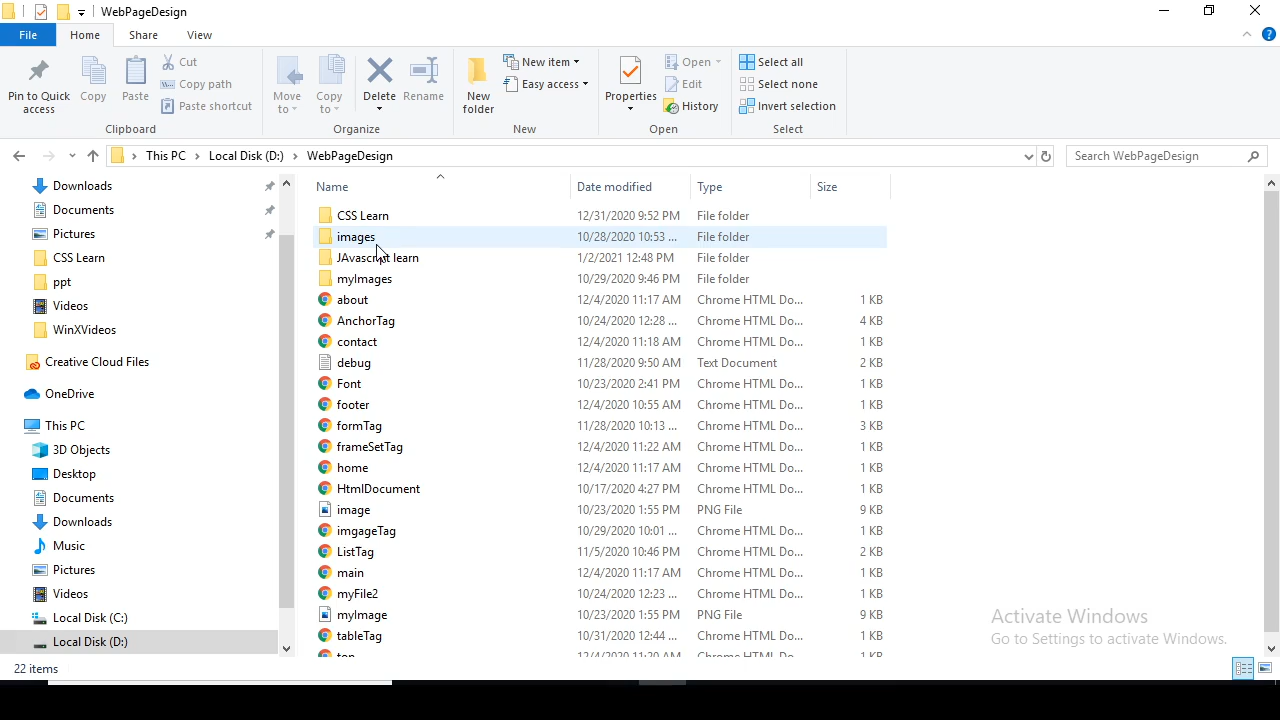 WebPageDesign
File Home Share View
Pin to Quick access
Copy
Paste
Cut
Copy path
Paste shortcut
Clipboard
Move to
Copy to
Delete
Rename
Organize
New folder
New item
Easy access
New
Properties
Open
Edit
History
Open
Select all
Select none
Invert selection
Select
This PC > Local Disk (D:) > WebPageDesign
Search WebPageDesign
Downloads
Documents
Pictures
CSS Learn
ppt
Videos
WinXVideos
Creative Cloud Files
OneDrive
This PC
3D Objects
Desktop
Documents
Downloads
Music
Pictures
Videos
Local Disk (C:)
Local Disk (D:)
Name Date modified Type Size
CSS Learn 12/31/2020 9:52 PM File folder
images 10/28/2020 10:53 ... File folder
JAvascript learn 1/2/2021 12:48 PM File folder
myImages 10/29/2020 9:46 PM File folder
about 12/4/2020 11:17 AM Chrome HTML Do... 1 KB
AnchorTag 10/24/2020 12:28 ... Chrome HTML Do... 4 KB
contact 12/4/2020 11:18 AM Chrome HTML Do... 1 KB
debug 11/28/2020 9:50 AM Text Document 2 KB
Font 10/23/2020 2:41 PM Chrome HTML Do... 1 KB
footer 12/4/2020 10:55 AM Chrome HTML Do... 1 KB
formTag 11/28/2020 10:13 ... Chrome HTML Do... 3 KB
frameSetTag 12/4/2020 11:22 AM Chrome HTML Do... 1 KB
home 12/4/2020 11:17 AM Chrome HTML Do... 1 KB
HtmlDocument 10/17/2020 4:27 PM Chrome HTML Do... 1 KB
image 10/23/2020 1:55 PM PNG File 9 KB
imgageTag 10/29/2020 10:01 ... Chrome HTML Do... 1 KB
ListTag 11/5/2020 10:46 PM Chrome HTML Do... 2 KB
main 12/4/2020 11:17 AM Chrome HTML Do... 1 KB
myFile2 10/24/2020 12:23 ... Chrome HTML Do... 1 KB
myImage 10/23/2020 1:55 PM PNG File 9 KB
tableTag 10/31/2020 12:44 ... Chrome HTML Do... 1 KB
top 12/4/2020 11:20 AM Chrome HTML Do... 1 KB
Activate Windows
Go to Settings to activate Windows.
22 items